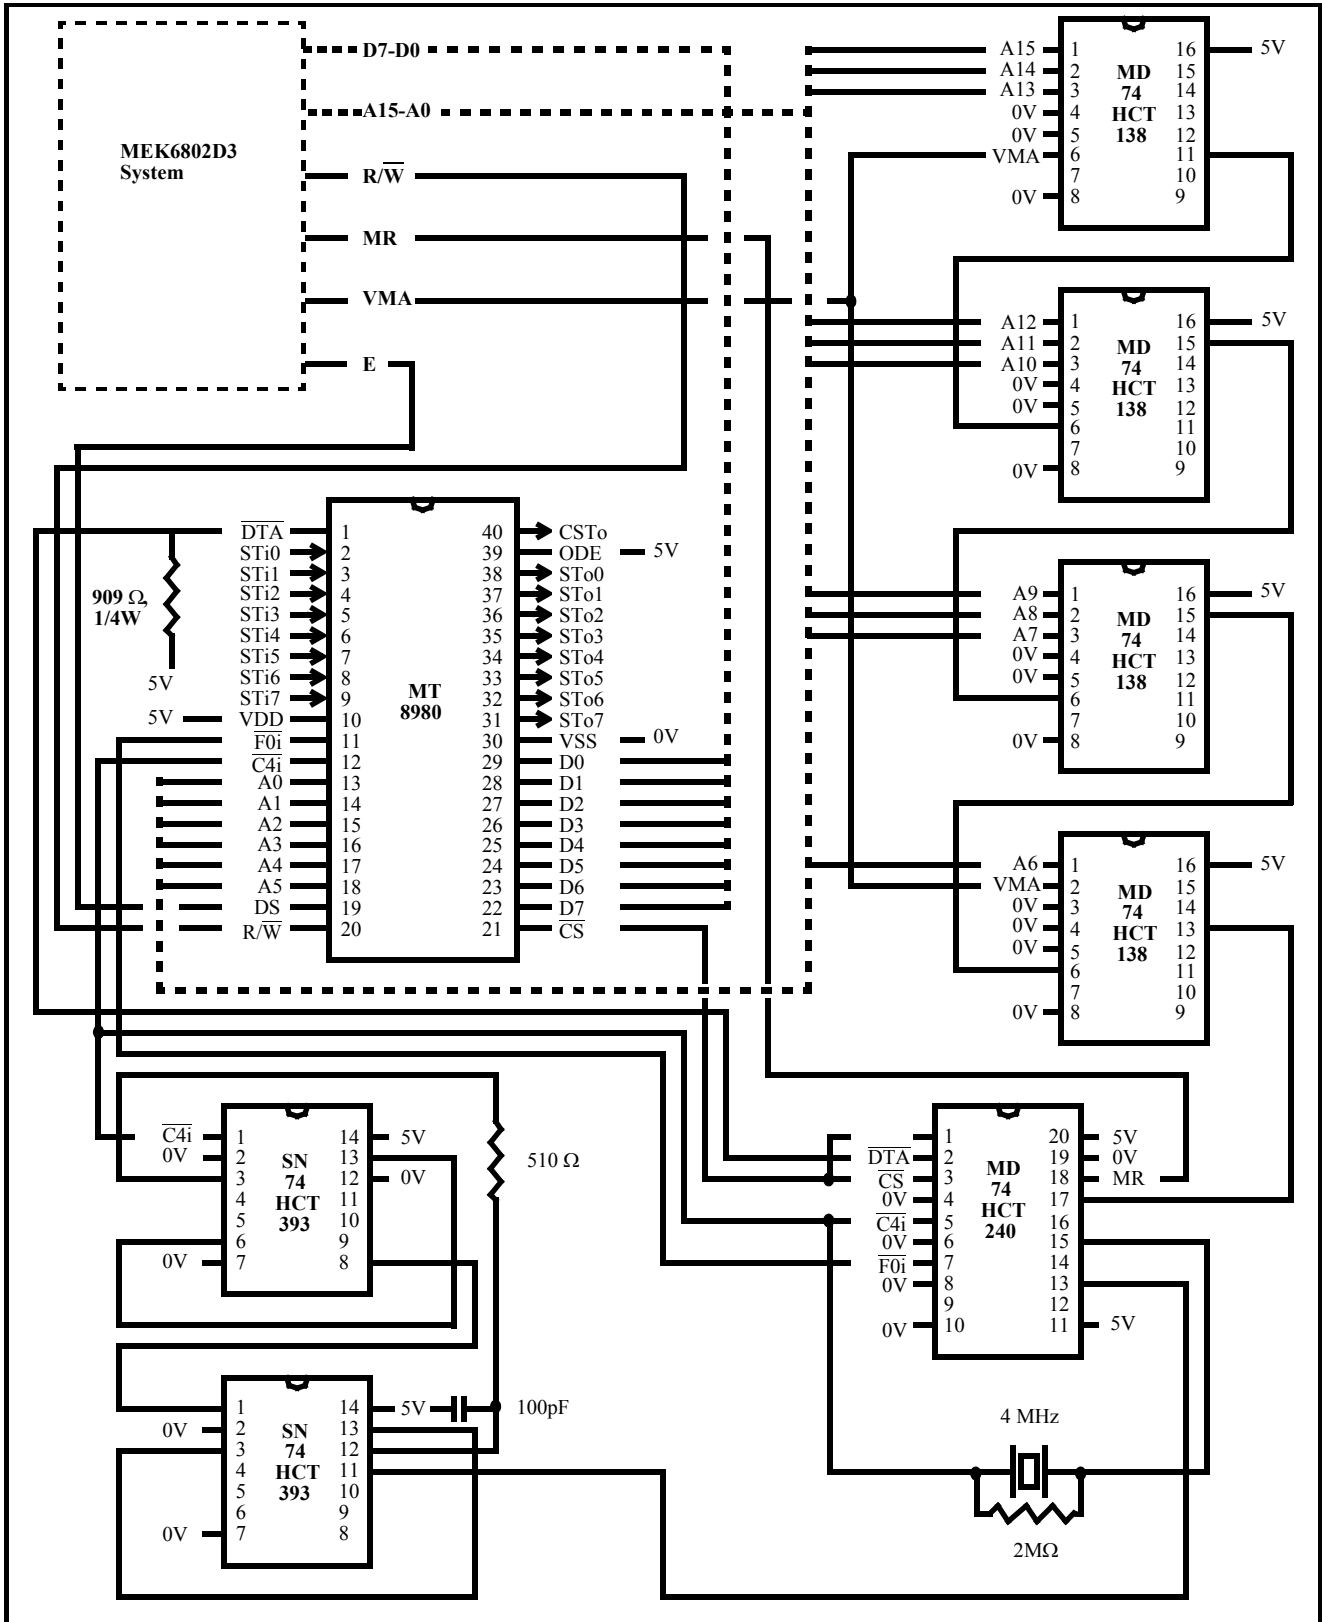 D7-D0
A15-A0
MEK6802D3
System
R/W̅
MR
VMA
E
A15 1 16 5V
A14 2 15
A13 3 14
0V 4 13
0V 5 12
VMA 6 11
7 10
0V 8 9
MD
74
HCT
138
A12 1 16 5V
A11 2 15
A10 3 14
0V 4 13
0V 5 12
6 11
7 10
0V 8 9
MD
74
HCT
138
A9 1 16 5V
A8 2 15
A7 3 14
0V 4 13
0V 5 12
6 11
7 10
0V 8 9
MD
74
HCT
138
A6 1 16 5V
VMA 2 15
0V 3 14
0V 4 13
0V 5 12
6 11
7 10
0V 8 9
MD
74
HCT
138
909 Ω,
1/4W
5V
D̅T̅A̅ 1 40 CSTo
STi0 2 39 ODE 5V
STi1 3 38 STo0
STi2 4 37 STo1
STi3 5 36 STo2
STi4 6 35 STo3
STi5 7 34 STo4
STi6 8 33 STo5
STi7 9 32 STo6
5V VDD 10 31 STo7
F̅0̅i̅ 11 30 VSS 0V
C̅4̅i̅ 12 29 D0
A0 13 28 D1
A1 14 27 D2
A2 15 26 D3
A3 16 25 D4
A4 17 24 D5
A5 18 23 D6
DS 19 22 D7
R/W̅ 20 21 C̅S̅
MT
8980
C̅4̅i̅ 1 14 5V
0V 2 13
3 12 0V
4 11
5 10
6 9
0V 7 8
SN
74
HCT
393
510 Ω
1 14 5V
0V 2 13
3 12
4 11
5 10
6 9
0V 7 8
SN
74
HCT
393
100pF
1 20 5V
D̅T̅A̅ 2 19 0V
C̅S̅ 3 18 MR
0V 4 17
C̅4̅i̅ 5 16
0V 6 15
F̅0̅i̅ 7 14
0V 8 13
9 12
0V 10 11 5V
MD
74
HCT
240
4 MHz
2MΩ